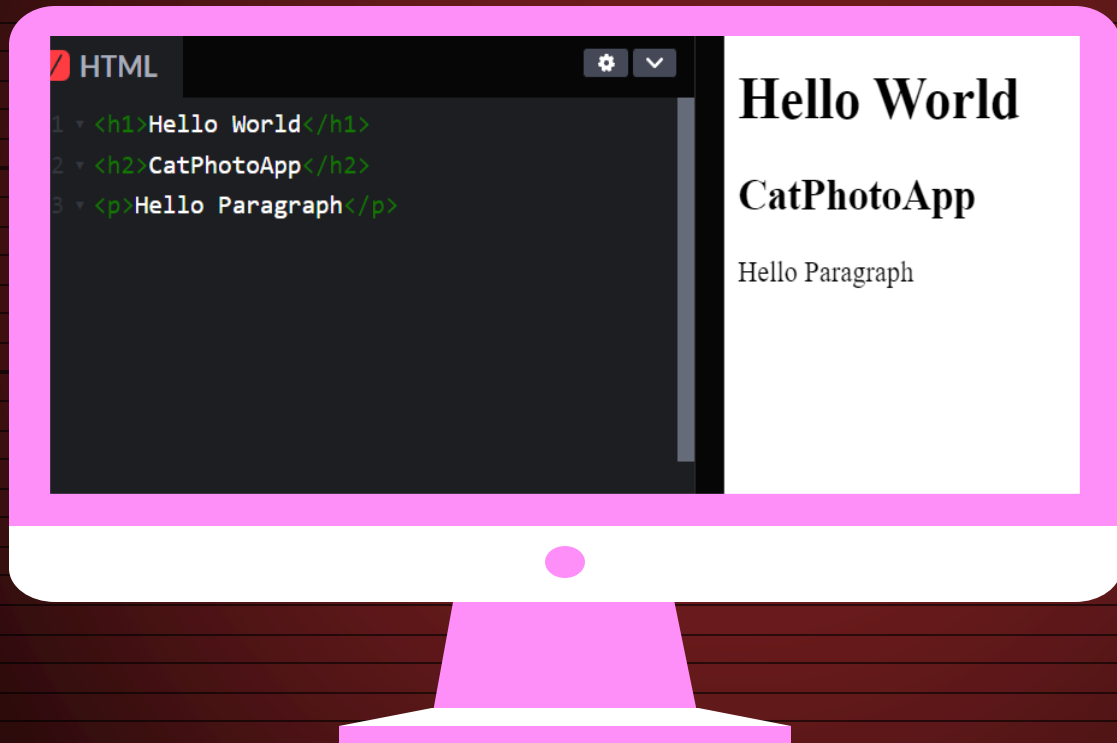 / HTML
1 <h1>Hello World</h1>
2 <h2>CatPhotoApp</h2>
3 <p>Hello Paragraph</p>
Hello World
CatPhotoApp
Hello Paragraph